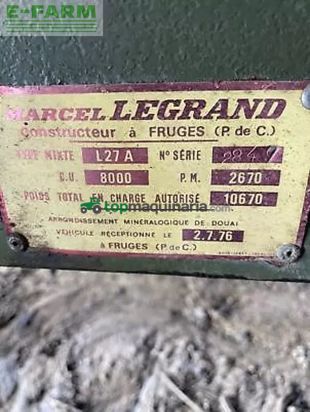 E-FARM
MARCEL LEGRAND
Constructeur à FRUGES (P. de C.)
TYPE MIXTE L27A N° SÉRIE
C.U. 8000 P.M. 2670
POIDS TOTAL EN CHARGE AUTORISÉ 10670
topmaquinaria.com
ARRONDISSEMENT MINÉRALOGIQUE DE DOUAI
VÉHICULE RÉCEPTIONNÉ LE 2.7.76
à FRUGES (P. de C.)